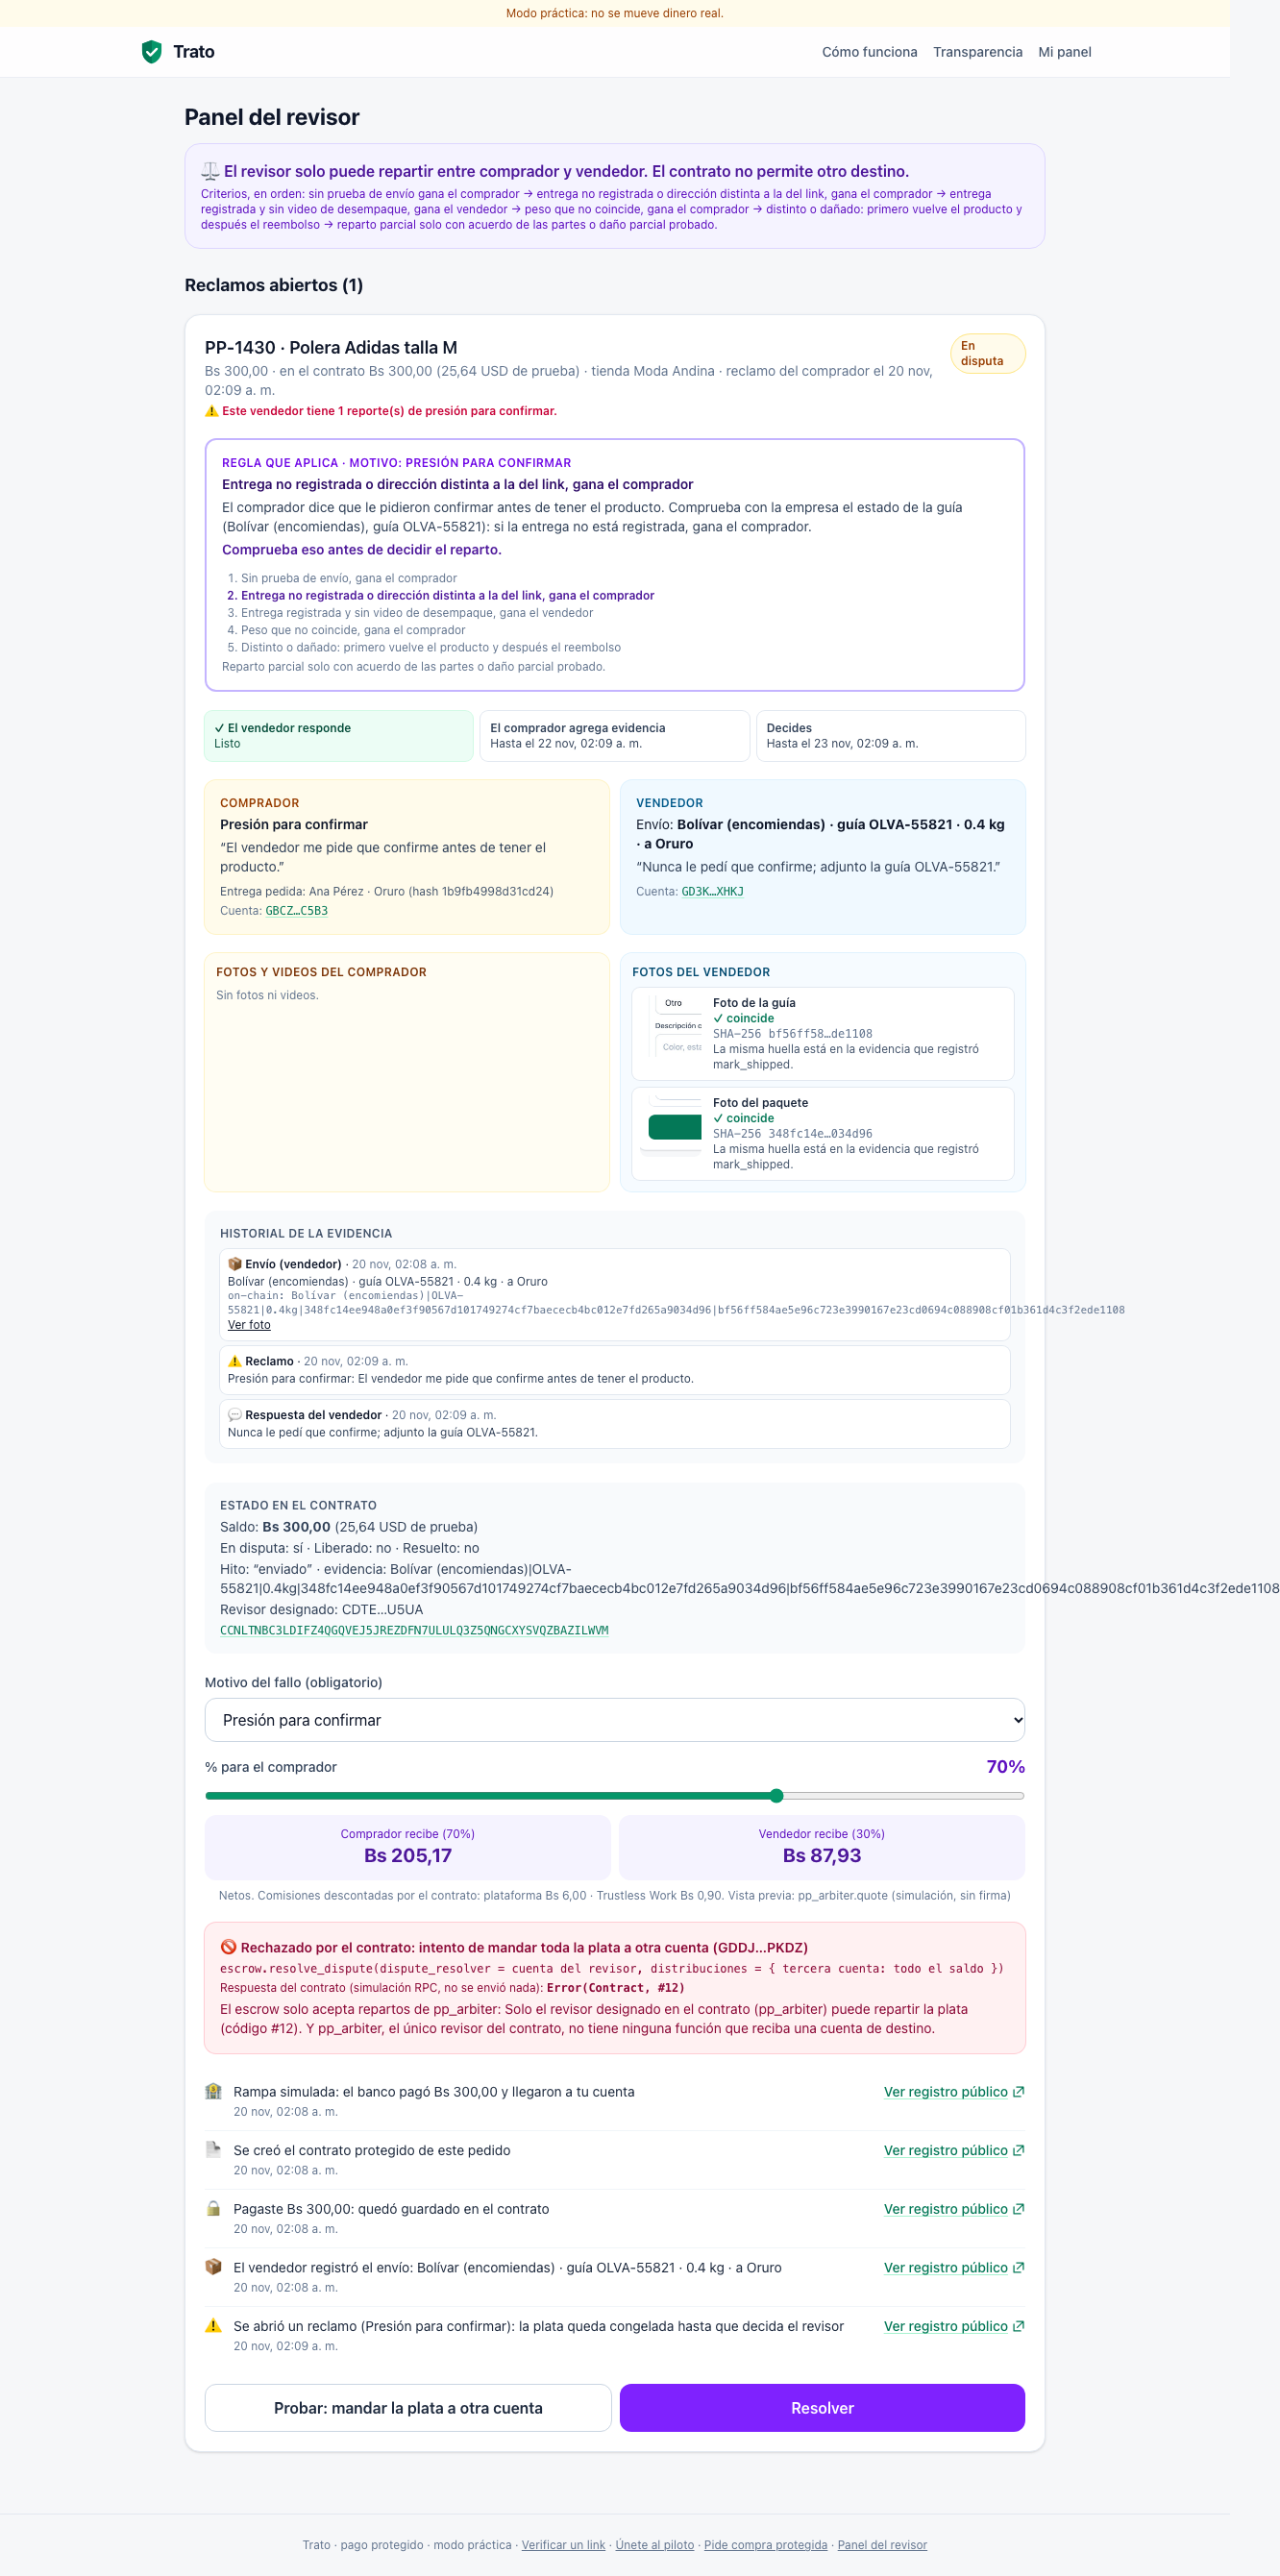 Modo práctica: no se mueve dinero real.
Trato
Cómo funciona Transparencia Mi panel
Panel del revisor
⚖️ El revisor solo puede repartir entre comprador y vendedor. El contrato no permite otro destino.
Criterios, en orden: sin prueba de envío gana el comprador → entrega no registrada o dirección distinta a la del link, gana el comprador → entrega
registrada y sin video de desempaque, gana el vendedor → peso que no coincide, gana el comprador → distinto o dañado: primero vuelve el producto y
después el reembolso → reparto parcial solo con acuerdo de las partes o daño parcial probado.
Reclamos abiertos (1)
PP-1430 · Polera Adidas talla M
En
disputa
Bs 300,00 · en el contrato Bs 300,00 (25,64 USD de prueba) · tienda Moda Andina · reclamo del comprador el 20 nov,
02:09 a. m.
⚠️ Este vendedor tiene 1 reporte(s) de presión para confirmar.
REGLA QUE APLICA · MOTIVO: PRESIÓN PARA CONFIRMAR
Entrega no registrada o dirección distinta a la del link, gana el comprador
El comprador dice que le pidieron confirmar antes de tener el producto. Comprueba con la empresa el estado de la guía
(Bolívar (encomiendas), guía OLVA-55821): si la entrega no está registrada, gana el comprador.
Comprueba eso antes de decidir el reparto.
1. Sin prueba de envío, gana el comprador
2. Entrega no registrada o dirección distinta a la del link, gana el comprador
3. Entrega registrada y sin video de desempaque, gana el vendedor
4. Peso que no coincide, gana el comprador
5. Distinto o dañado: primero vuelve el producto y después el reembolso
Reparto parcial solo con acuerdo de las partes o daño parcial probado.
✓ El vendedor responde
Listo
El comprador agrega evidencia
Hasta el 22 nov, 02:09 a. m.
Decides
Hasta el 23 nov, 02:09 a. m.
COMPRADOR
Presión para confirmar
“El vendedor me pide que confirme antes de tener el
producto.”
Entrega pedida: Ana Pérez · Oruro (hash 1b9fb4998d31cd24)
Cuenta: GBCZ…C5B3
VENDEDOR
Envío: Bolívar (encomiendas) · guía OLVA-55821 · 0.4 kg
· a Oruro
“Nunca le pedí que confirme; adjunto la guía OLVA-55821.”
Cuenta: GD3K…XHKJ
FOTOS Y VIDEOS DEL COMPRADOR
Sin fotos ni videos.
FOTOS DEL VENDEDOR
Otro
Descripción c
Color, esta
Foto de la guía
✓ coincide
SHA-256 bf56ff58…de1108
La misma huella está en la evidencia que registró
mark_shipped.
Foto del paquete
✓ coincide
SHA-256 348fc14e…034d96
La misma huella está en la evidencia que registró
mark_shipped.
HISTORIAL DE LA EVIDENCIA
📦 Envío (vendedor) · 20 nov, 02:08 a. m.
Bolívar (encomiendas) · guía OLVA-55821 · 0.4 kg · a Oruro
on-chain: Bolívar (encomiendas)|OLVA-
55821|0.4kg|348fc14ee948a0ef3f90567d101749274cf7baececb4bc012e7fd265a9034d96|bf56ff584ae5e96c723e3990167e23cd0694c088908cf01b361d4c3f2ede1108
Ver foto
⚠️ Reclamo · 20 nov, 02:09 a. m.
Presión para confirmar: El vendedor me pide que confirme antes de tener el producto.
💬 Respuesta del vendedor · 20 nov, 02:09 a. m.
Nunca le pedí que confirme; adjunto la guía OLVA-55821.
ESTADO EN EL CONTRATO
Saldo: Bs 300,00 (25,64 USD de prueba)
En disputa: sí · Liberado: no · Resuelto: no
Hito: “enviado” · evidencia: Bolívar (encomiendas)|OLVA-
55821|0.4kg|348fc14ee948a0ef3f90567d101749274cf7baececb4bc012e7fd265a9034d96|bf56ff584ae5e96c723e3990167e23cd0694c088908cf01b361d4c3f2ede1108
Revisor designado: CDTE…U5UA
CCNLTNBC3LDIFZ4QGQVEJ5JREZDFN7ULULQ3Z5QNGCXYSVQZBAZILWVM
Motivo del fallo (obligatorio)
Presión para confirmar
% para el comprador
70%
Comprador recibe (70%)
Bs 205,17
Vendedor recibe (30%)
Bs 87,93
Netos. Comisiones descontadas por el contrato: plataforma Bs 6,00 · Trustless Work Bs 0,90. Vista previa: pp_arbiter.quote (simulación, sin firma)
🚫 Rechazado por el contrato: intento de mandar toda la plata a otra cuenta (GDDJ…PKDZ)
escrow.resolve_dispute(dispute_resolver = cuenta del revisor, distribuciones = { tercera cuenta: todo el saldo })
Respuesta del contrato (simulación RPC, no se envió nada): Error(Contract, #12)
El escrow solo acepta repartos de pp_arbiter: Solo el revisor designado en el contrato (pp_arbiter) puede repartir la plata
(código #12). Y pp_arbiter, el único revisor del contrato, no tiene ninguna función que reciba una cuenta de destino.
🏦 Rampa simulada: el banco pagó Bs 300,00 y llegaron a tu cuenta
Ver registro público
20 nov, 02:08 a. m.
Se creó el contrato protegido de este pedido
Ver registro público
20 nov, 02:08 a. m.
🔒 Pagaste Bs 300,00: quedó guardado en el contrato
Ver registro público
20 nov, 02:08 a. m.
📦 El vendedor registró el envío: Bolívar (encomiendas) · guía OLVA-55821 · 0.4 kg · a Oruro
Ver registro público
20 nov, 02:08 a. m.
⚠️ Se abrió un reclamo (Presión para confirmar): la plata queda congelada hasta que decida el revisor
Ver registro público
20 nov, 02:09 a. m.
Probar: mandar la plata a otra cuenta
Resolver
Trato · pago protegido · modo práctica · Verificar un link · Únete al piloto · Pide compra protegida · Panel del revisor